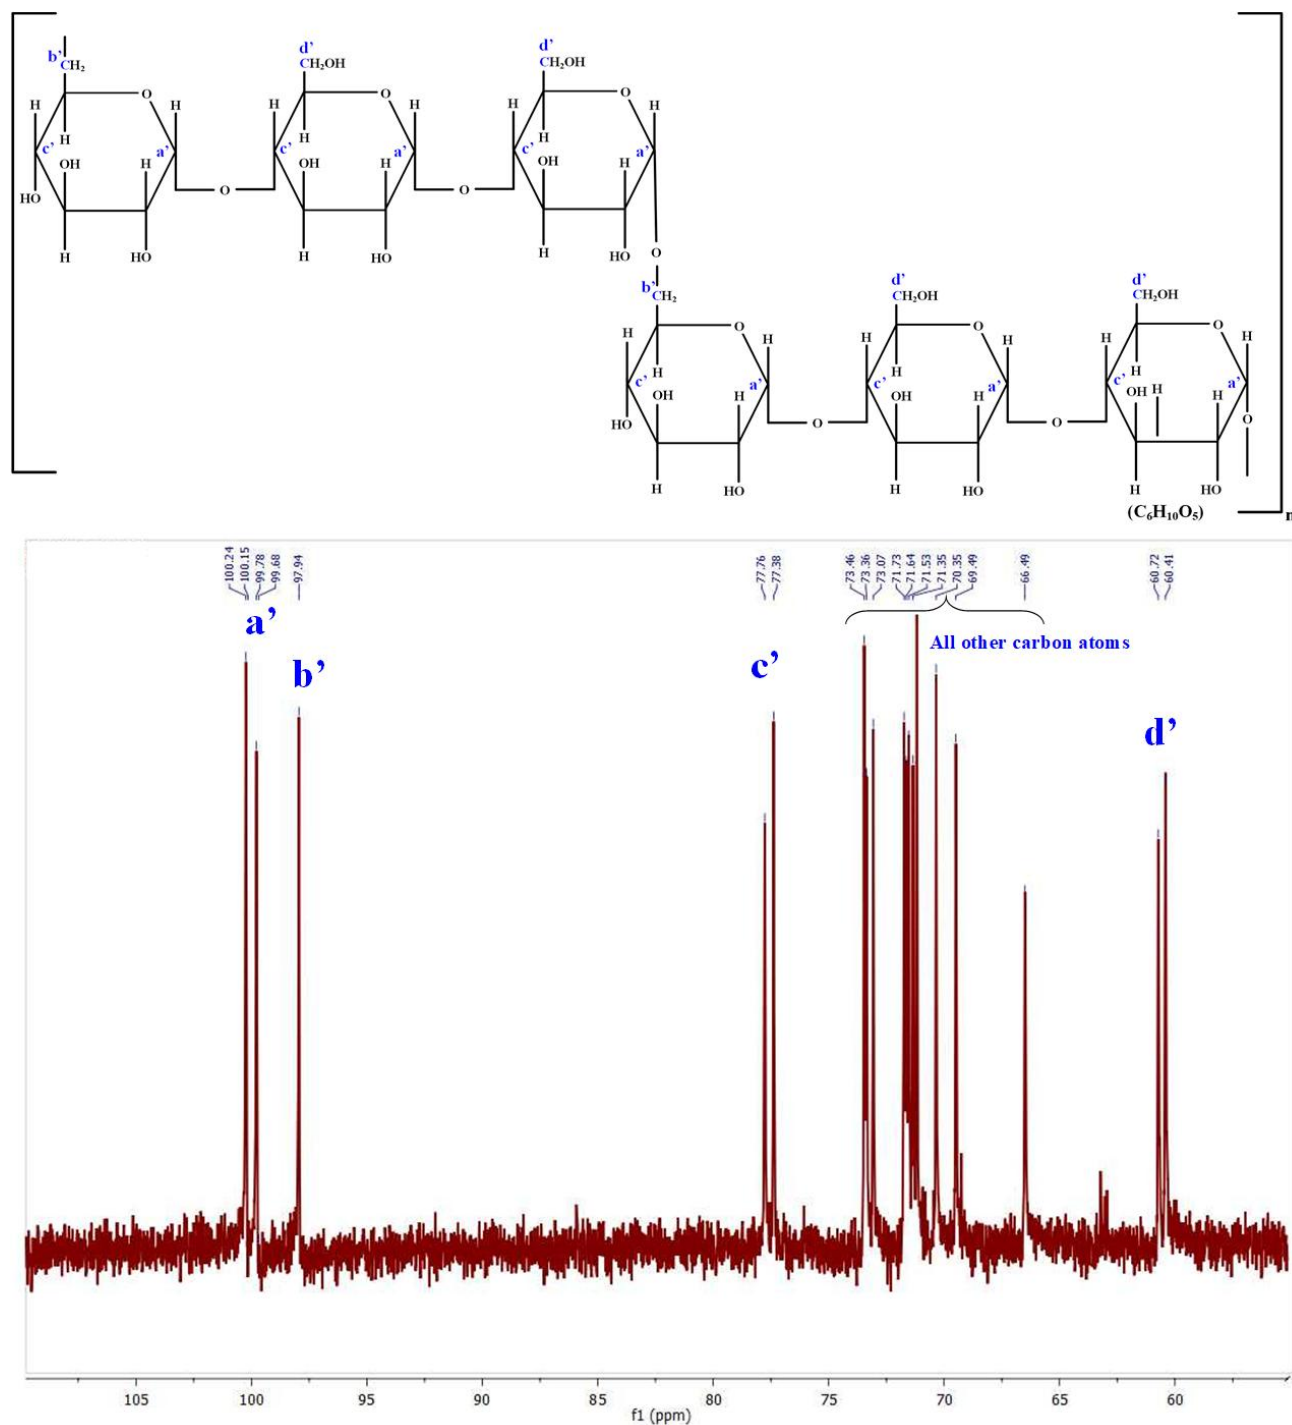 b' CH₂
d' CH₂OH
d' CH₂OH
H O H H O H H O H
H H H
c' OH H a' c' OH H a' c' OH H a'
HO O O
H HO H HO H HO O
b' CH₂
d' CH₂OH
d' CH₂OH
H O H H O H H O H
H H H
c' OH H a' c' OH H a' c' OH H H a'
HO O O O
H HO H HO H HO
(C₆H₁₀O₅)
n
100.24
100.15
99.78
99.68
97.94
77.76
77.38
73.46
73.36
73.07
71.73
71.64
71.53
71.35
70.35
69.49
66.49
60.72
60.41
a'
b'
c'
All other carbon atoms
d'
105 100 95 90 85 80 75 70 65 60
f1 (ppm)